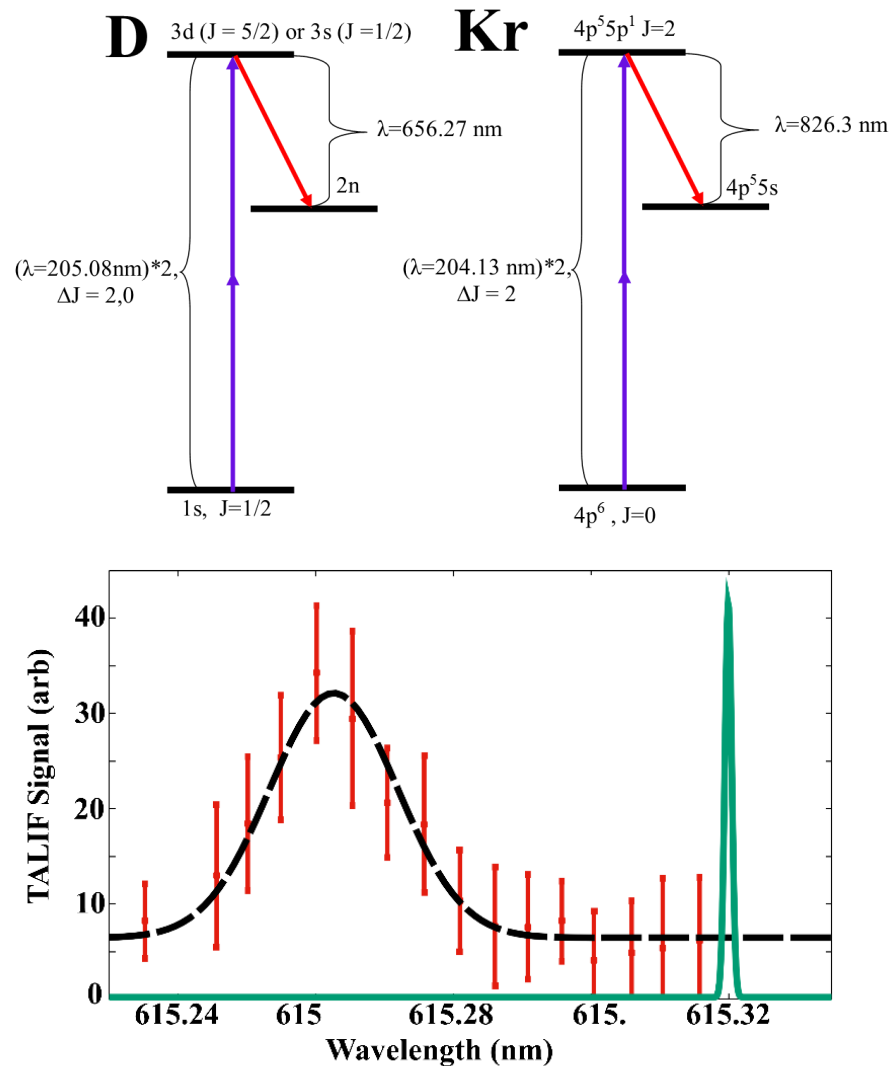 D
3d (J = 5/2) or 3s (J =1/2)
λ=656.27 nm
2n
(λ=205.08nm)*2,
ΔJ = 2,0
1s, J=1/2
Kr
4p⁵5p¹ J=2
λ=826.3 nm
4p⁵5s
(λ=204.13 nm)*2,
ΔJ = 2
4p⁶ , J=0
TALIF Signal (arb)
40
30
20
10
0
615.24 615 615.28 615. 615.32
Wavelength (nm)